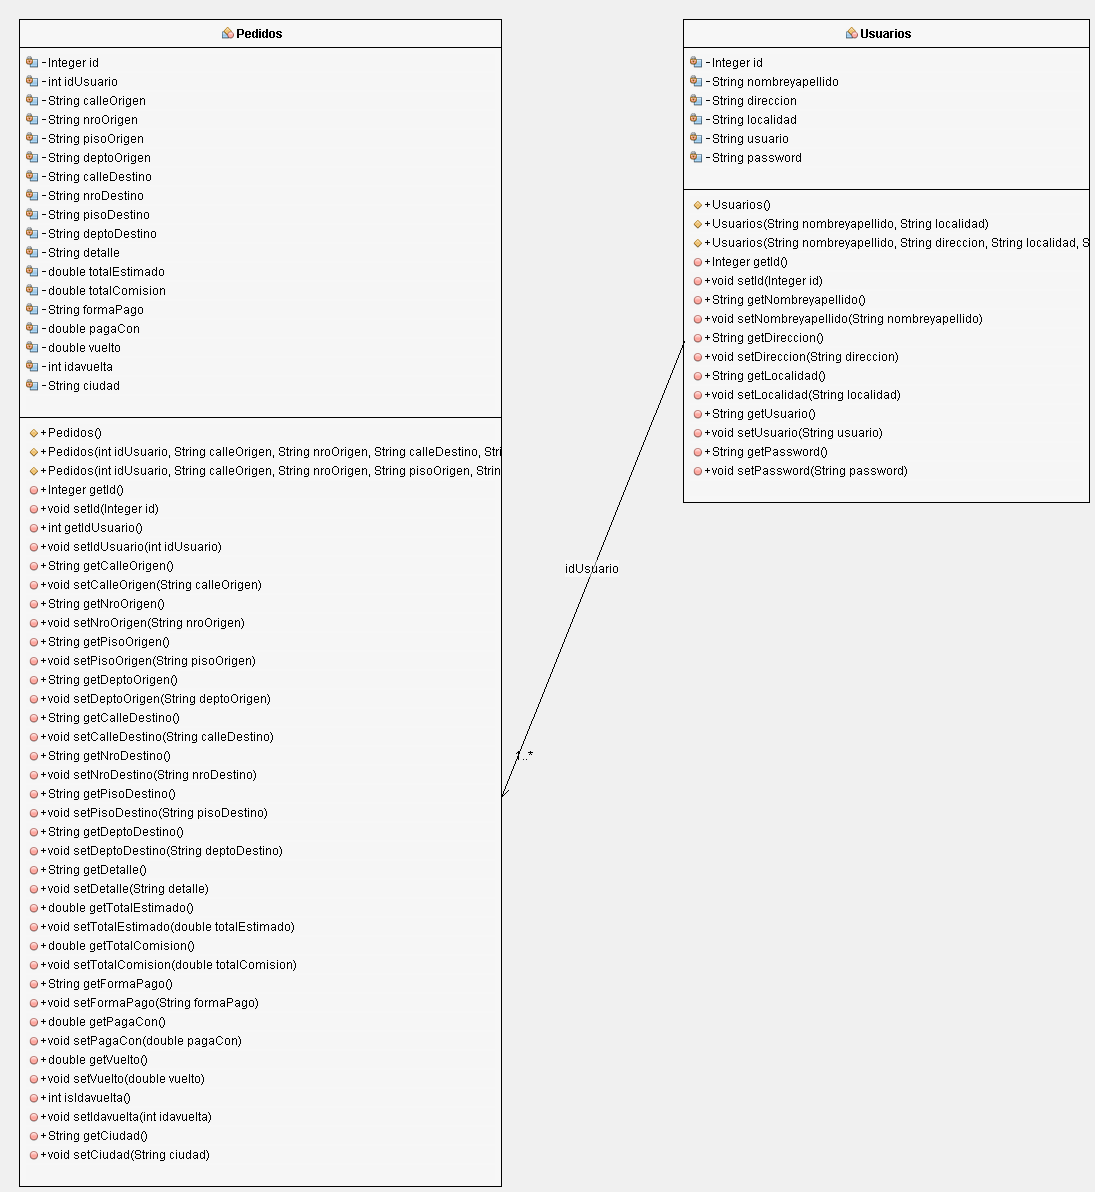 Pedidos
-Integer id
-int idUsuario
-String calleOrigen
-String nroOrigen
-String pisoOrigen
-String deptoOrigen
-String calleDestino
-String nroDestino
-String pisoDestino
-String deptoDestino
-String detalle
-double totalEstimado
-double totalComision
-String formaPago
-double pagaCon
-double vuelto
-int idavuelta
-String ciudad
+Pedidos()
+Pedidos(int idUsuario, String calleOrigen, String nroOrigen, String calleDestino, Stri
+Pedidos(int idUsuario, String calleOrigen, String nroOrigen, String pisoOrigen, String
+Integer getId()
+void setId(Integer id)
+int getIdUsuario()
+void setIdUsuario(int idUsuario)
+String getCalleOrigen()
+void setCalleOrigen(String calleOrigen)
+String getNroOrigen()
+void setNroOrigen(String nroOrigen)
+String getPisoOrigen()
+void setPisoOrigen(String pisoOrigen)
+String getDeptoOrigen()
+void setDeptoOrigen(String deptoOrigen)
+String getCalleDestino()
+void setCalleDestino(String calleDestino)
+String getNroDestino()
+void setNroDestino(String nroDestino)
+String getPisoDestino()
+void setPisoDestino(String pisoDestino)
+String getDeptoDestino()
+void setDeptoDestino(String deptoDestino)
+String getDetalle()
+void setDetalle(String detalle)
+double getTotalEstimado()
+void setTotalEstimado(double totalEstimado)
+double getTotalComision()
+void setTotalComision(double totalComision)
+String getFormaPago()
+void setFormaPago(String formaPago)
+double getPagaCon()
+void setPagaCon(double pagaCon)
+double getVuelto()
+void setVuelto(double vuelto)
+int isIdavuelta()
+void setIdavuelta(int idavuelta)
+String getCiudad()
+void setCiudad(String ciudad)
Usuarios
-Integer id
-String nombreyapellido
-String direccion
-String localidad
-String usuario
-String password
+Usuarios()
+Usuarios(String nombreyapellido, String localidad)
+Usuarios(String nombreyapellido, String direccion, String localidad, S
+Integer getId()
+void setId(Integer id)
+String getNombreyapellido()
+void setNombreyapellido(String nombreyapellido)
+String getDireccion()
+void setDireccion(String direccion)
+String getLocalidad()
+void setLocalidad(String localidad)
+String getUsuario()
+void setUsuario(String usuario)
+String getPassword()
+void setPassword(String password)
idUsuario
1..*